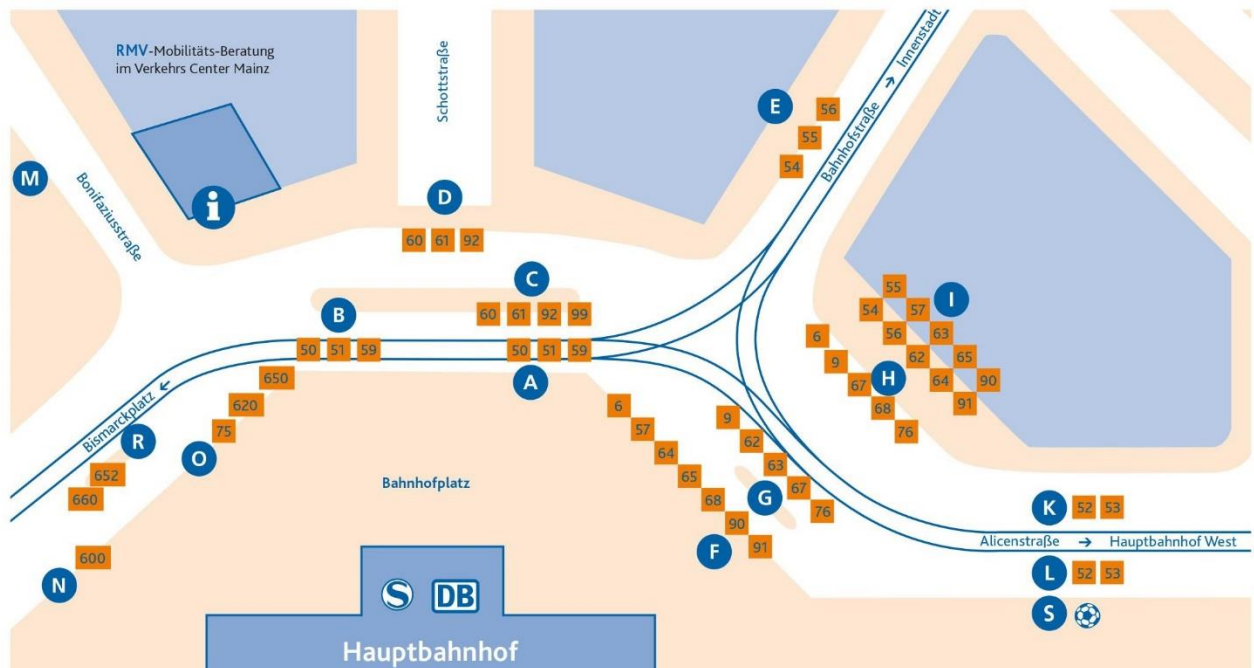 RMV-Mobilitäts-Beratung
im Verkehrs Center Mainz
i
M
Bonifaziusstraße
Schottstraße
D
60 61 92
E
56
55
54
Bahnhofstraße → Innenstadt
C
60 61 92 99
B
50 51 59
A
50 51 59
I
55
54 57
56 63
62 65
64 90
91
H
6
9
67
68
76
Bismarckplatz ←
R
652
660
O
650
620
75
N
600
Bahnhofplatz
F
6
57
64
65
68
90
91
G
9
62
63
67
76
K 52 53
Alicenstraße → Hauptbahnhof West
L 52 53
S
S DB
Hauptbahnhof